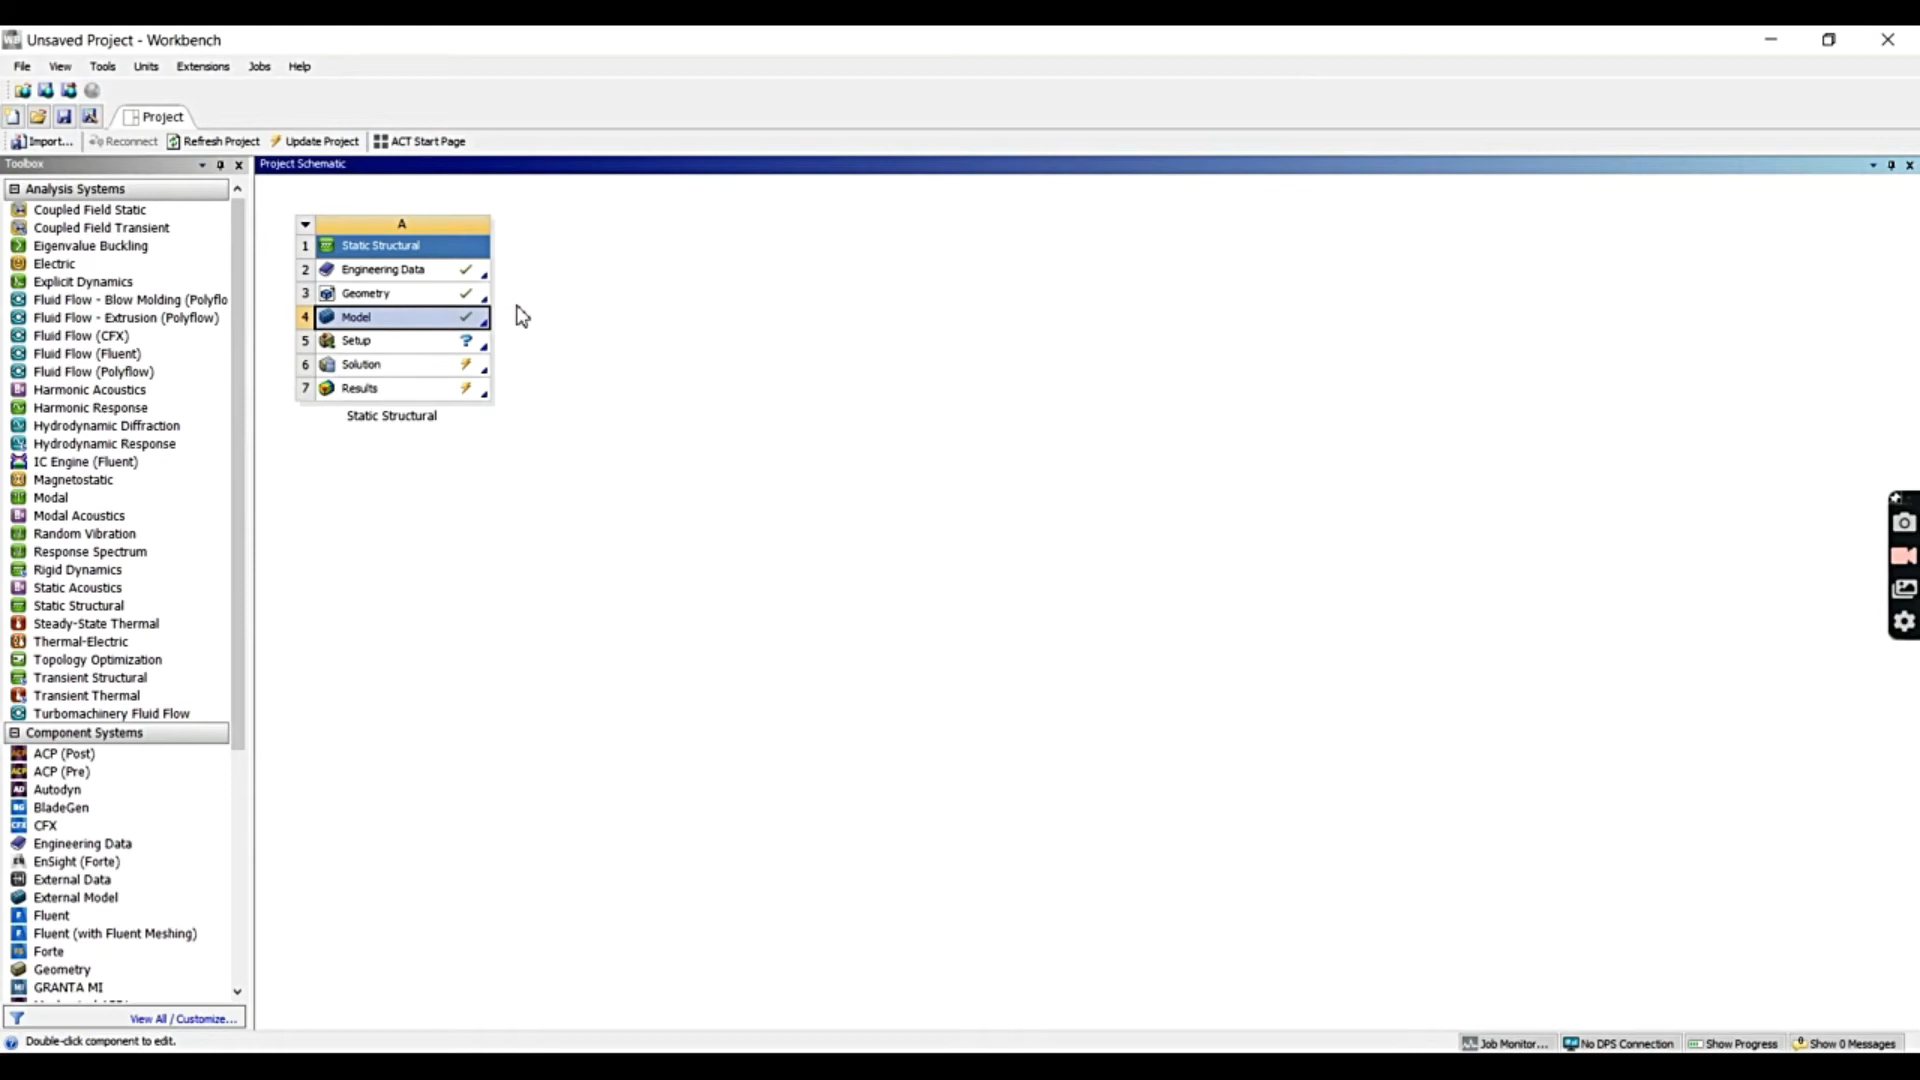 Unsaved Project - Workbench
File View Tools Units Extensions Jobs Help
Project
Import... Reconnect Refresh Project Update Project ACT Start Page
Toolbox
Project Schematic
Analysis Systems
Coupled Field Static
Coupled Field Transient
Eigenvalue Buckling
Electric
Explicit Dynamics
Fluid Flow - Blow Molding (Polyflo
Fluid Flow - Extrusion (Polyflow)
Fluid Flow (CFX)
Fluid Flow (Fluent)
Fluid Flow (Polyflow)
Harmonic Acoustics
Harmonic Response
Hydrodynamic Diffraction
Hydrodynamic Response
IC Engine (Fluent)
Magnetostatic
Modal
Modal Acoustics
Random Vibration
Response Spectrum
Rigid Dynamics
Static Acoustics
Static Structural
Steady-State Thermal
Thermal-Electric
Topology Optimization
Transient Structural
Transient Thermal
Turbomachinery Fluid Flow
Component Systems
ACP (Post)
ACP (Pre)
Autodyn
BladeGen
CFX
Engineering Data
EnSight (Forte)
External Data
External Model
Fluent
Fluent (with Fluent Meshing)
Forte
Geometry
GRANTA MI
View All / Customize...
A
1 Static Structural
2 Engineering Data
3 Geometry
4 Model
5 Setup ?
6 Solution
7 Results
Static Structural
Double-click component to edit.
Job Monitor... No DPS Connection Show Progress Show 0 Messages